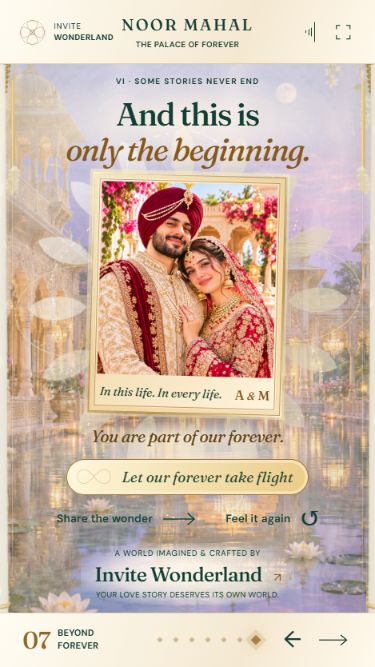 INVITE
WONDERLAND
NOOR MAHAL
THE PALACE OF FOREVER
VI · SOME STORIES NEVER END
And this is
only the beginning.
In this life. In every life.
A & M
You are part of our forever.
Let our forever take flight
Share the wonder
Feel it again
A WORLD IMAGINED & CRAFTED BY
Invite Wonderland
YOUR LOVE STORY DESERVES ITS OWN WORLD.
07
BEYOND
FOREVER